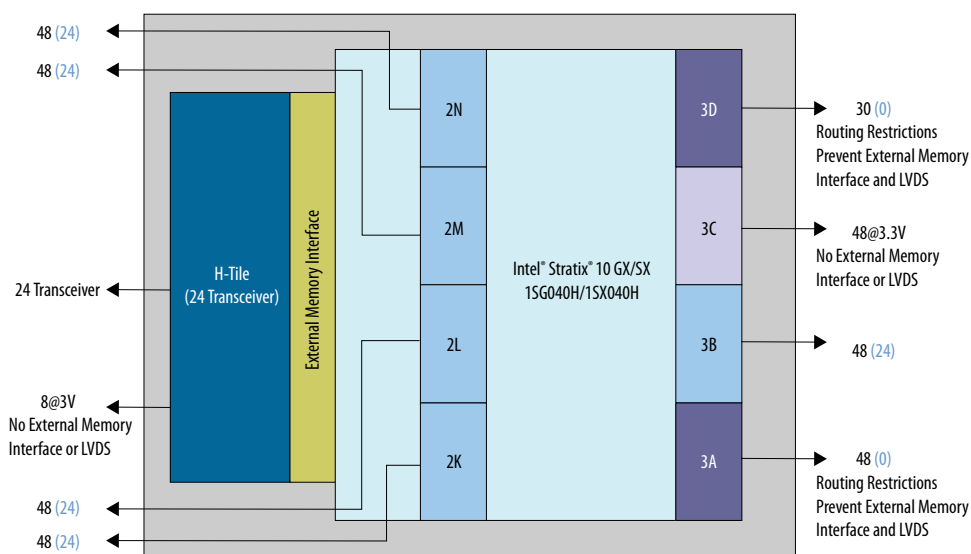 48 (24)
48 (24)
24 Transceiver
8@3V
No External Memory
Interface or LVDS
48 (24)
48 (24)
H-Tile
(24 Transceiver)
External Memory Interface
2N
2M
2L
2K
Intel® Stratix® 10 GX/SX
1SG040H/1SX040H
3D
3C
3B
3A
30 (0)
Routing Restrictions
Prevent External Memory
Interface and LVDS
48@3.3V
No External Memory
Interface or LVDS
48 (24)
48 (0)
Routing Restrictions
Prevent External Memory
Interface and LVDS